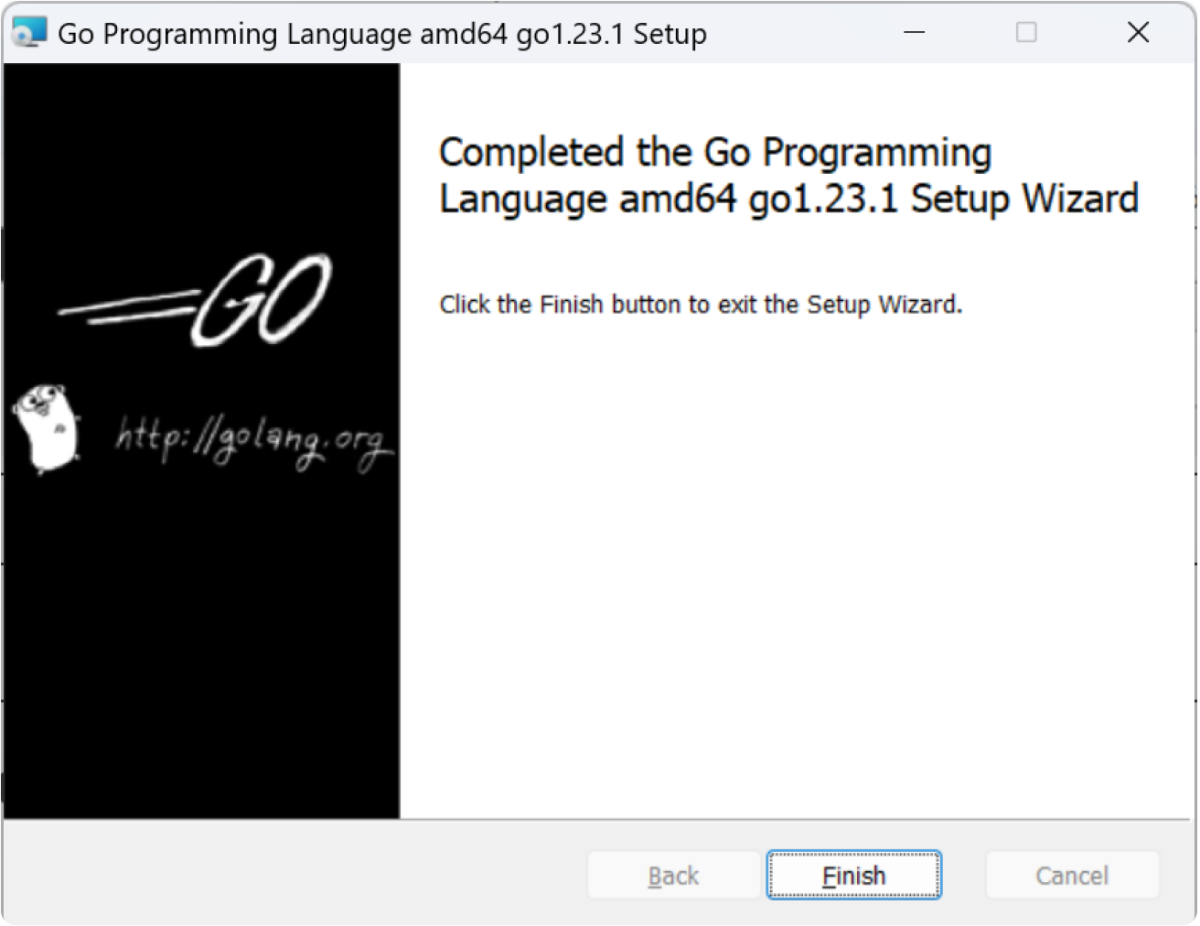 Go Programming Language amd64 go1.23.1 Setup
Completed the Go Programming
Language amd64 go1.23.1 Setup Wizard
Click the Finish button to exit the Setup Wizard.
GO
http://golang.org
Back
Finish
Cancel